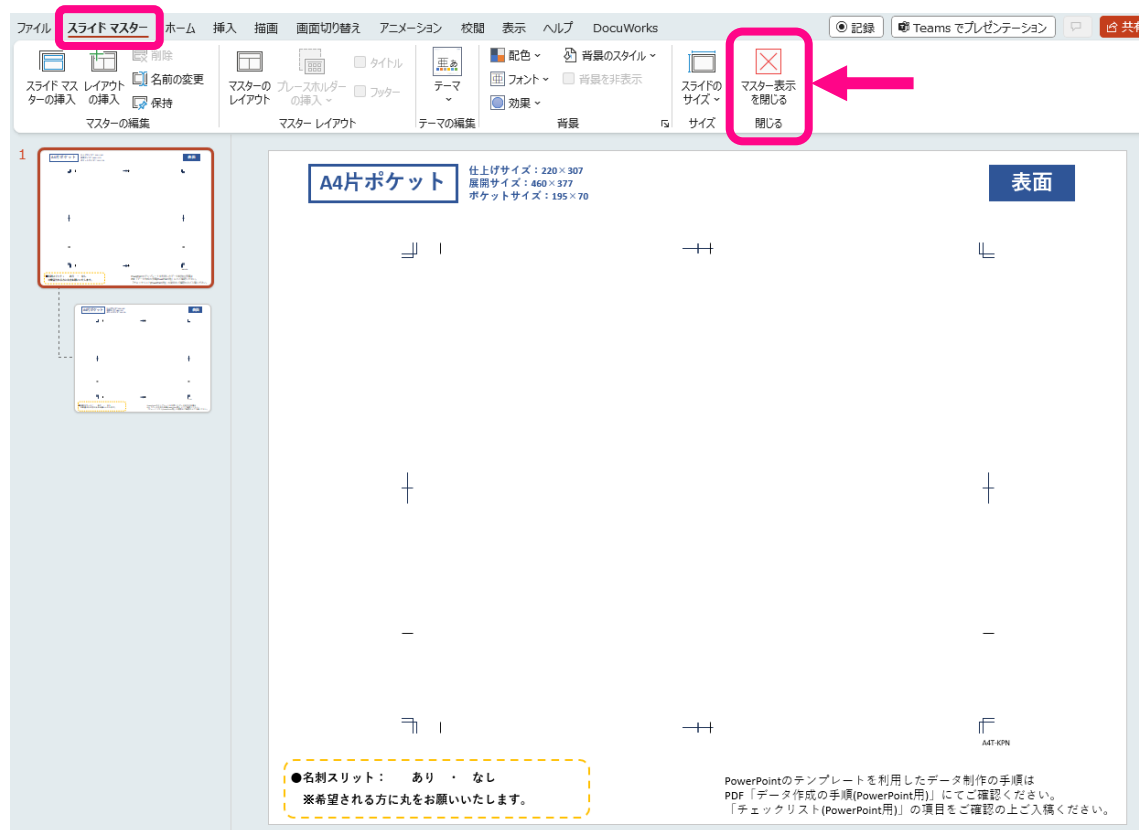 ファイル スライド マスター ホーム 挿入 描画 画面切り替え アニメーション 校閲 表示 ヘルプ DocuWorks 記録 Teams でプレゼンテーション 共有
スライド マス
ターの挿入
レイアウト
の挿入
削除
名前の変更
保持
マスターの編集
マスターの
レイアウト
プレースホルダー
の挿入
タイトル
フッター
マスター レイアウト
亜あ
テーマ
テーマの編集
配色
亜 フォント
効果
背景のスタイル
背景を非表示
背景
スライドの
サイズ
サイズ
マスター表示
を閉じる
閉じる
1
A4片ポケット
仕上げサイズ：220×307
展開サイズ：460×377
ポケットサイズ：195×70
表面
A4T-KPN
●名刺スリット：　あり ・ なし
※希望される方に丸をお願いいたします。
PowerPointのテンプレートを利用したデータ制作の手順は
PDF「データ作成の手順(PowerPoint用)」にてご確認ください。
「チェックリスト(PowerPoint用)」の項目をご確認の上ご入稿ください。